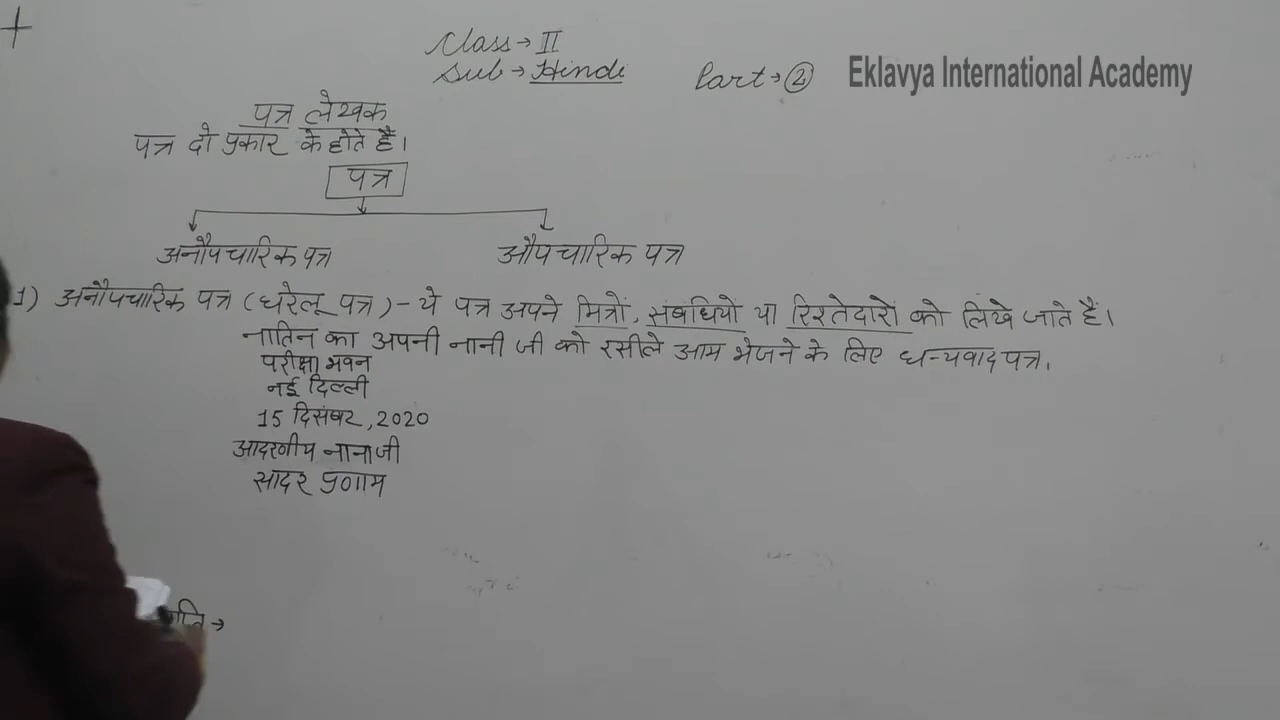 Class → II
Sub → Hindi
Part → 2
Eklavya International Academy
पत्र लेखक
पत्र दो प्रकार के होते हैं।
पत्र
अनौपचारिक पत्र
औपचारिक पत्र
1) अनौपचारिक पत्र (घरेलू पत्र) - ये पत्र अपने मित्रों, संबंधियों या रिश्तेदारों को लिखे जाते हैं।
नातिन का अपनी नानी जी को रसीले आम भेजने के लिए धन्यवाद पत्र।
परीक्षा भवन
नई दिल्ली
15 दिसंबर, 2020
आदरणीय नानाजी
सादर प्रणाम